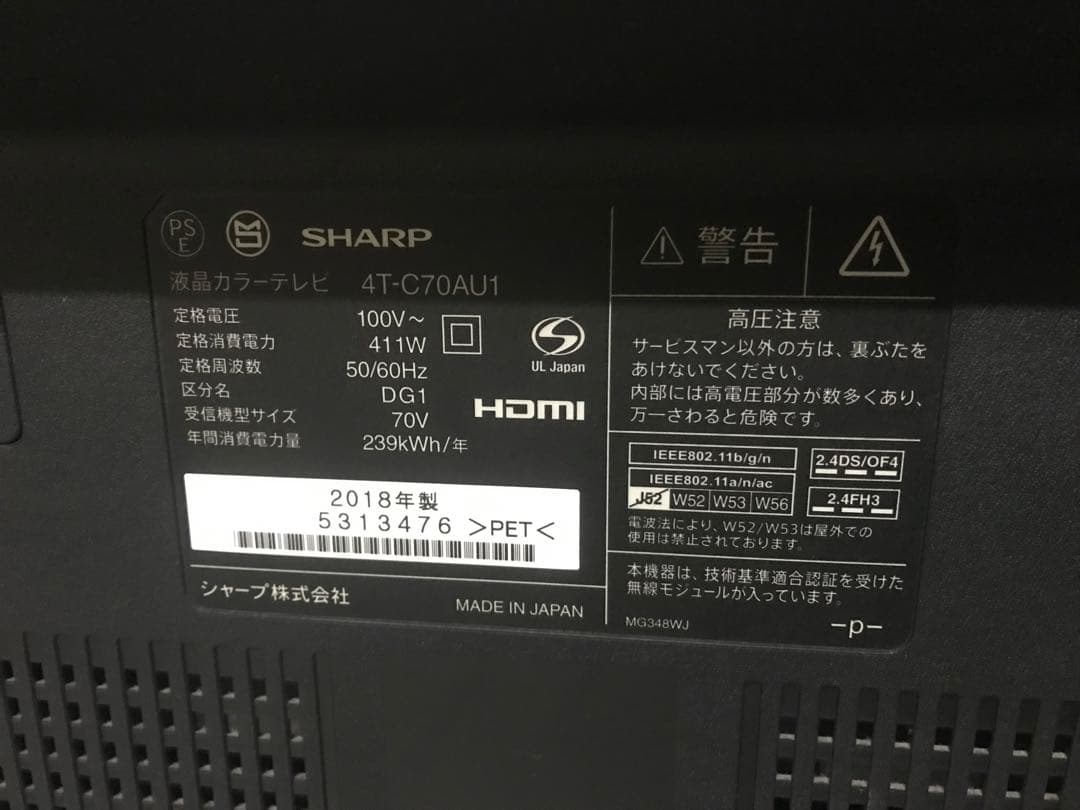 PS
E
SHARP
液晶カラーテレビ 4T-C70AU1
定格電圧 100V～
定格消費電力 411W
定格周波数 50/60Hz
区分名 DG1
受信機型サイズ 70V
年間消費電力量 239kWh/年
S
UL Japan
HDMI
2018年製
5313476 >PET<
シャープ株式会社
MADE IN JAPAN
警告
高圧注意
サービスマン以外の方は、裏ぶたを
あけないでください。
内部には高電圧部分が数多くあり、
万一さわると危険です。
IEEE802.11b/g/n
IEEE802.11a/n/ac
J52 W52 W53 W56
2.4DS/OF4
2.4FH3
電波法により、W52/W53は屋外での
使用は禁止されております。
本機器は、技術基準適合認証を受けた
無線モジュールが入っています。
MG348WJ
-p-